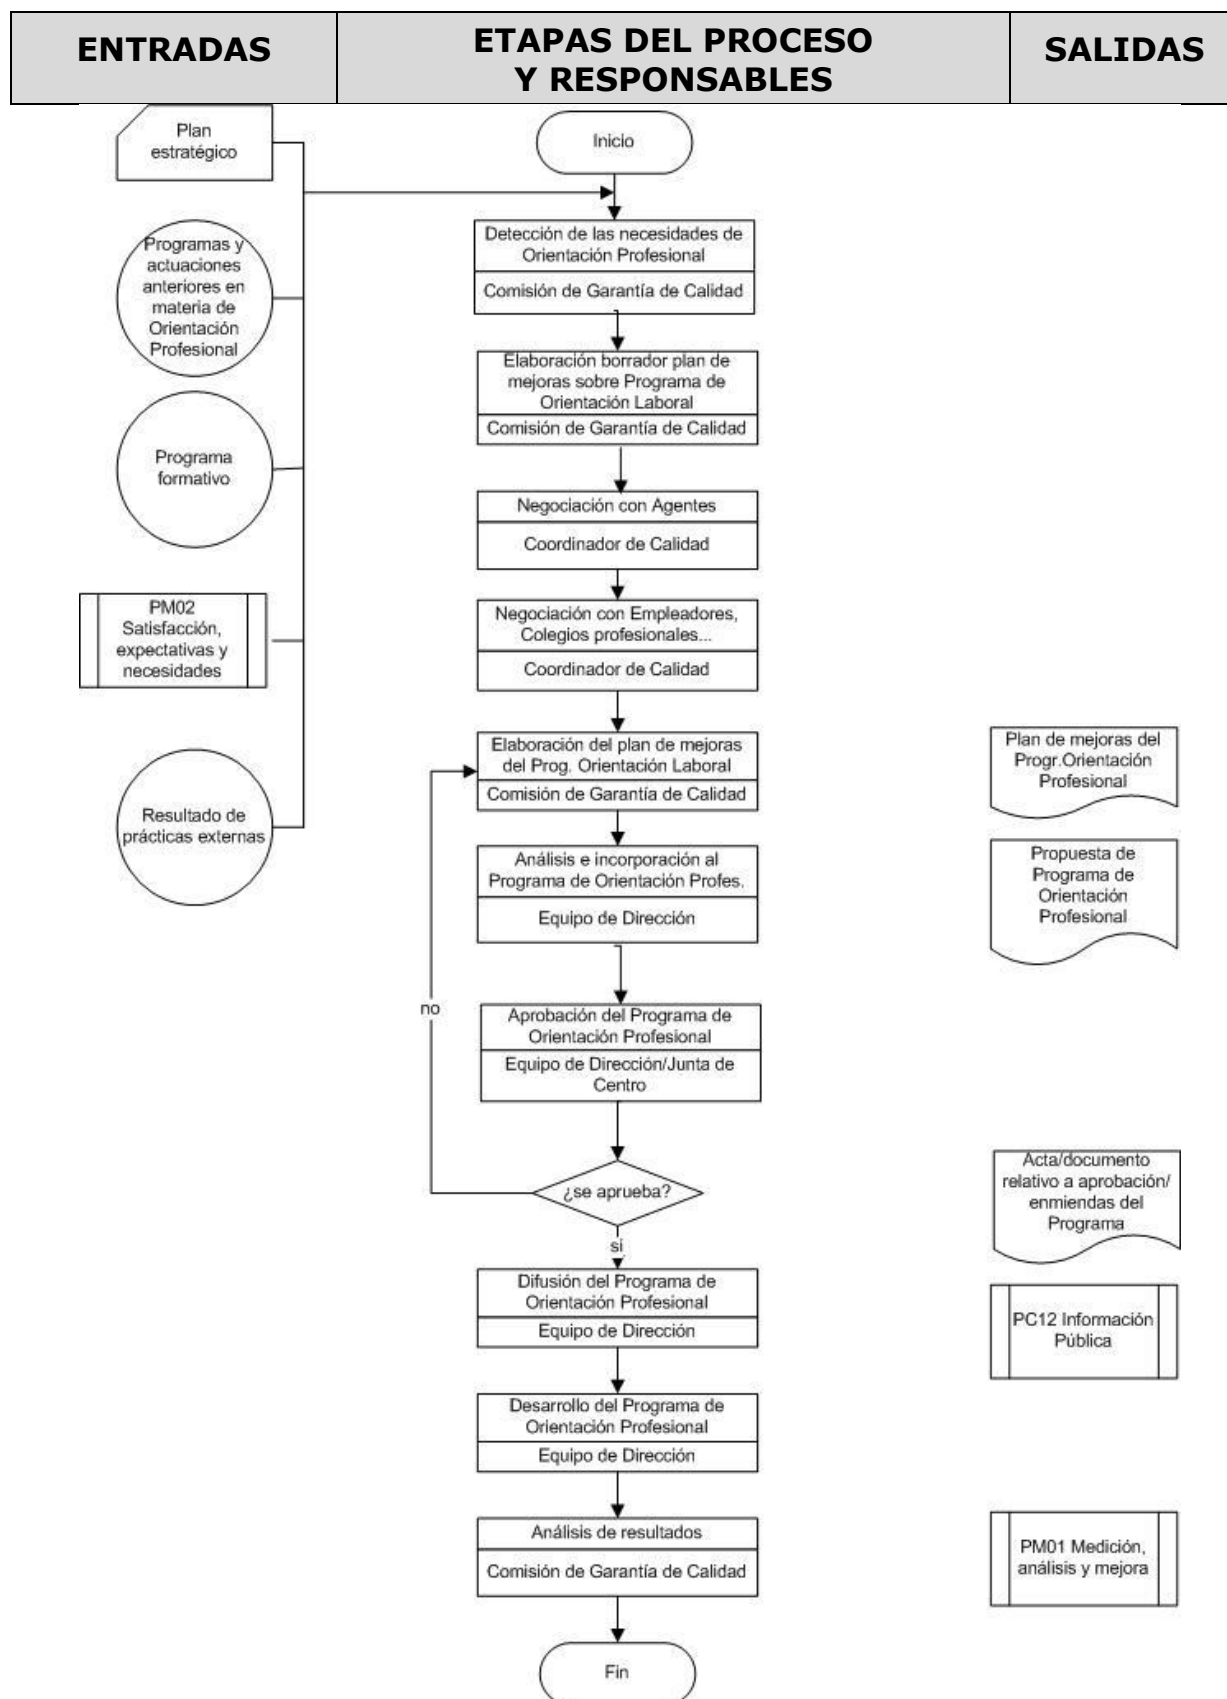 ENTRADAS
ETAPAS DEL PROCESO
Y RESPONSABLES
SALIDAS
Plan
estratégico
Programas y
actuaciones
anteriores en
materia de
Orientación
Profesional
Programa
formativo
PM02
Satisfacción,
expectativas y
necesidades
Resultado de
prácticas externas
Inicio
Detección de las necesidades de
Orientación Profesional
Comisión de Garantía de Calidad
Elaboración borrador plan de
mejoras sobre Programa de
Orientación Laboral
Comisión de Garantía de Calidad
Negociación con Agentes
Coordinador de Calidad
Negociación con Empleadores,
Colegios profesionales...
Coordinador de Calidad
Elaboración del plan de mejoras
del Prog. Orientación Laboral
Comisión de Garantía de Calidad
Análisis e incorporación al
Programa de Orientación Profes.
Equipo de Dirección
no
Aprobación del Programa de
Orientación Profesional
Equipo de Dirección/Junta de
Centro
¿se aprueba?
si
Difusión del Programa de
Orientación Profesional
Equipo de Dirección
Desarrollo del Programa de
Orientación Profesional
Equipo de Dirección
Análisis de resultados
Comisión de Garantía de Calidad
Fin
Plan de mejoras del
Progr.Orientación
Profesional
Propuesta de
Programa de
Orientación
Profesional
Acta/documento
relativo a aprobación/
enmiendas del
Programa
PC12 Información
Pública
PM01 Medición,
análisis y mejora